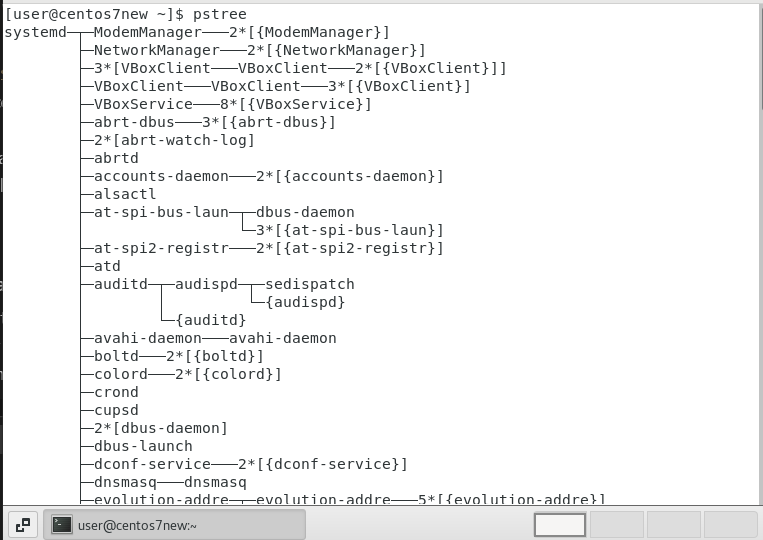 [user@centos7new ~]$ pstree
systemd─┬─ModemManager───2*[{ModemManager}]
        ├─NetworkManager───2*[{NetworkManager}]
        ├─3*[VBoxClient───VBoxClient───2*[{VBoxClient}]]
        ├─VBoxClient───VBoxClient───3*[{VBoxClient}]
        ├─VBoxService───8*[{VBoxService}]
        ├─abrt-dbus───3*[{abrt-dbus}]
        ├─2*[abrt-watch-log]
        ├─abrtd
        ├─accounts-daemon───2*[{accounts-daemon}]
        ├─alsactl
        ├─at-spi-bus-laun─┬─dbus-daemon
        │                 └─3*[{at-spi-bus-laun}]
        ├─at-spi2-registr───2*[{at-spi2-registr}]
        ├─atd
        ├─auditd─┬─audispd─┬─sedispatch
        │        │         └─{audispd}
        │        └─{auditd}
        ├─avahi-daemon───avahi-daemon
        ├─boltd───2*[{boltd}]
        ├─colord───2*[{colord}]
        ├─crond
        ├─cupsd
        ├─2*[dbus-daemon]
        ├─dbus-launch
        ├─dconf-service───2*[{dconf-service}]
        ├─dnsmasq───dnsmasq
        ├─evolution-addre─┬─evolution-addre───5*[{evolution-addre}]
user@centos7new:~